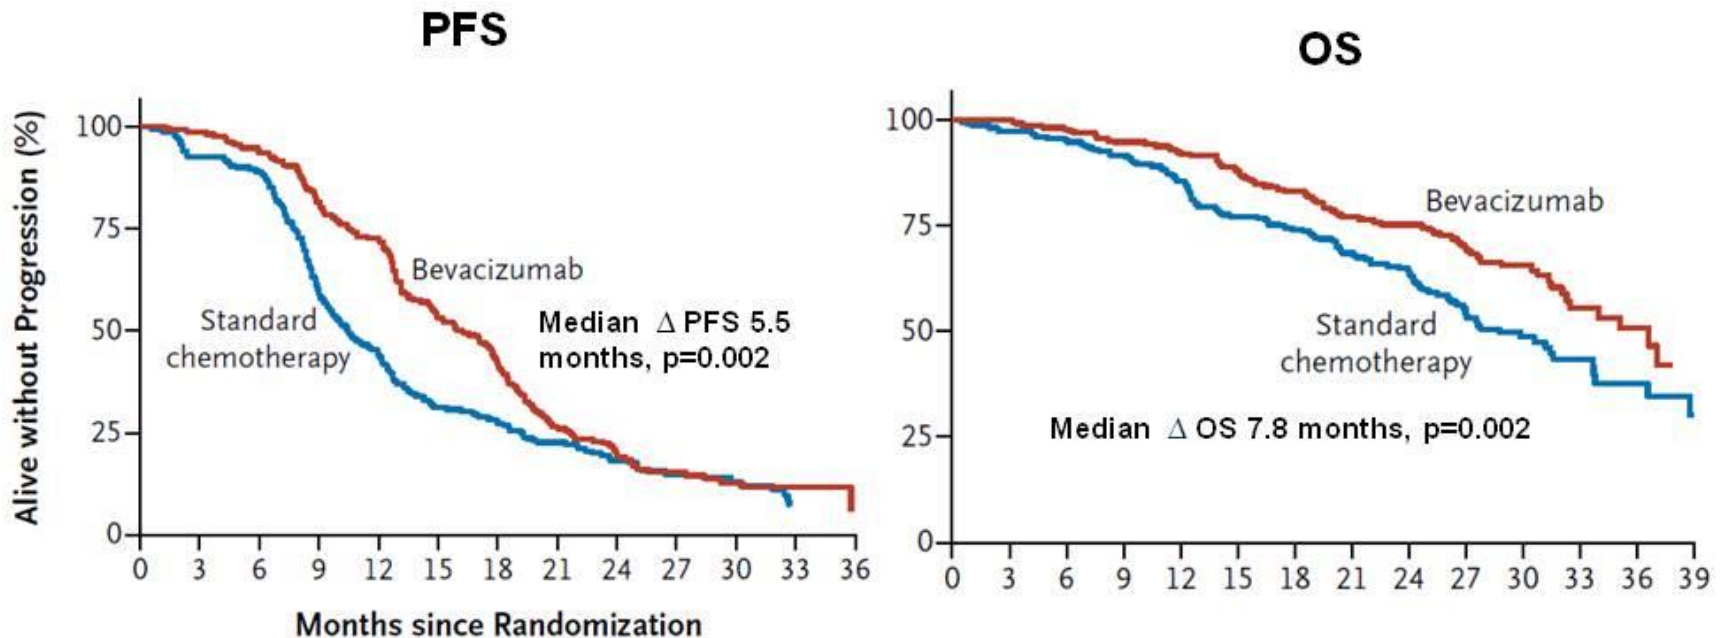 PFS
Alive without Progression (%)
100
75
50
25
0
Bevacizumab
Standard
chemotherapy
Median Δ PFS 5.5
months, p=0.002
0 3 6 9 12 15 18 21 24 27 30 33 36
Months since Randomization
OS
100
75
50
25
0
Bevacizumab
Standard
chemotherapy
Median Δ OS 7.8 months, p=0.002
0 3 6 9 12 15 18 21 24 27 30 33 36 39